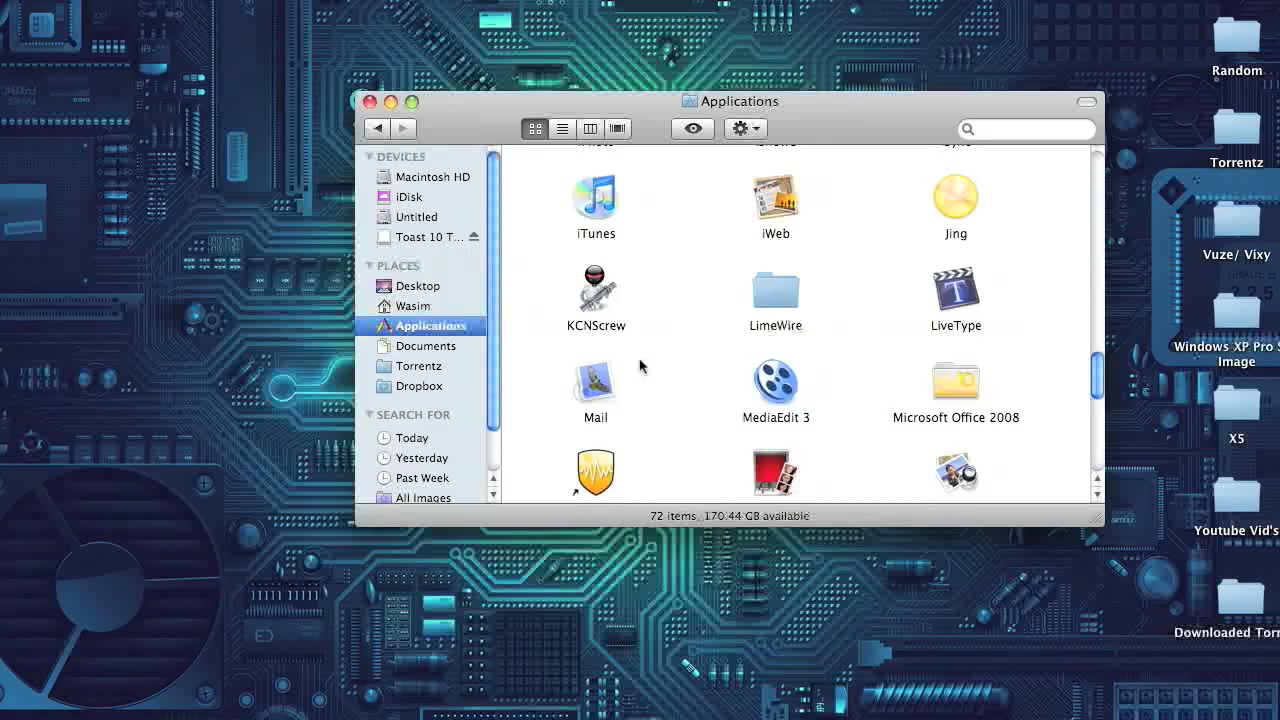 Applications
DEVICES
Macintosh HD
iDisk
Untitled
Toast 10 T...
PLACES
Desktop
Wasim
Applications
Documents
Torrentz
Dropbox
SEARCH FOR
Today
Yesterday
Past Week
All Images
iTunes
iWeb
Jing
KCNScrew
LimeWire
LiveType
Mail
MediaEdit 3
Microsoft Office 2008
72 items, 170.44 GB available
Random
Torrentz
Vuze/ Vixy
Windows XP Pro S
Image
X5
Youtube Vid's
Downloaded Torr